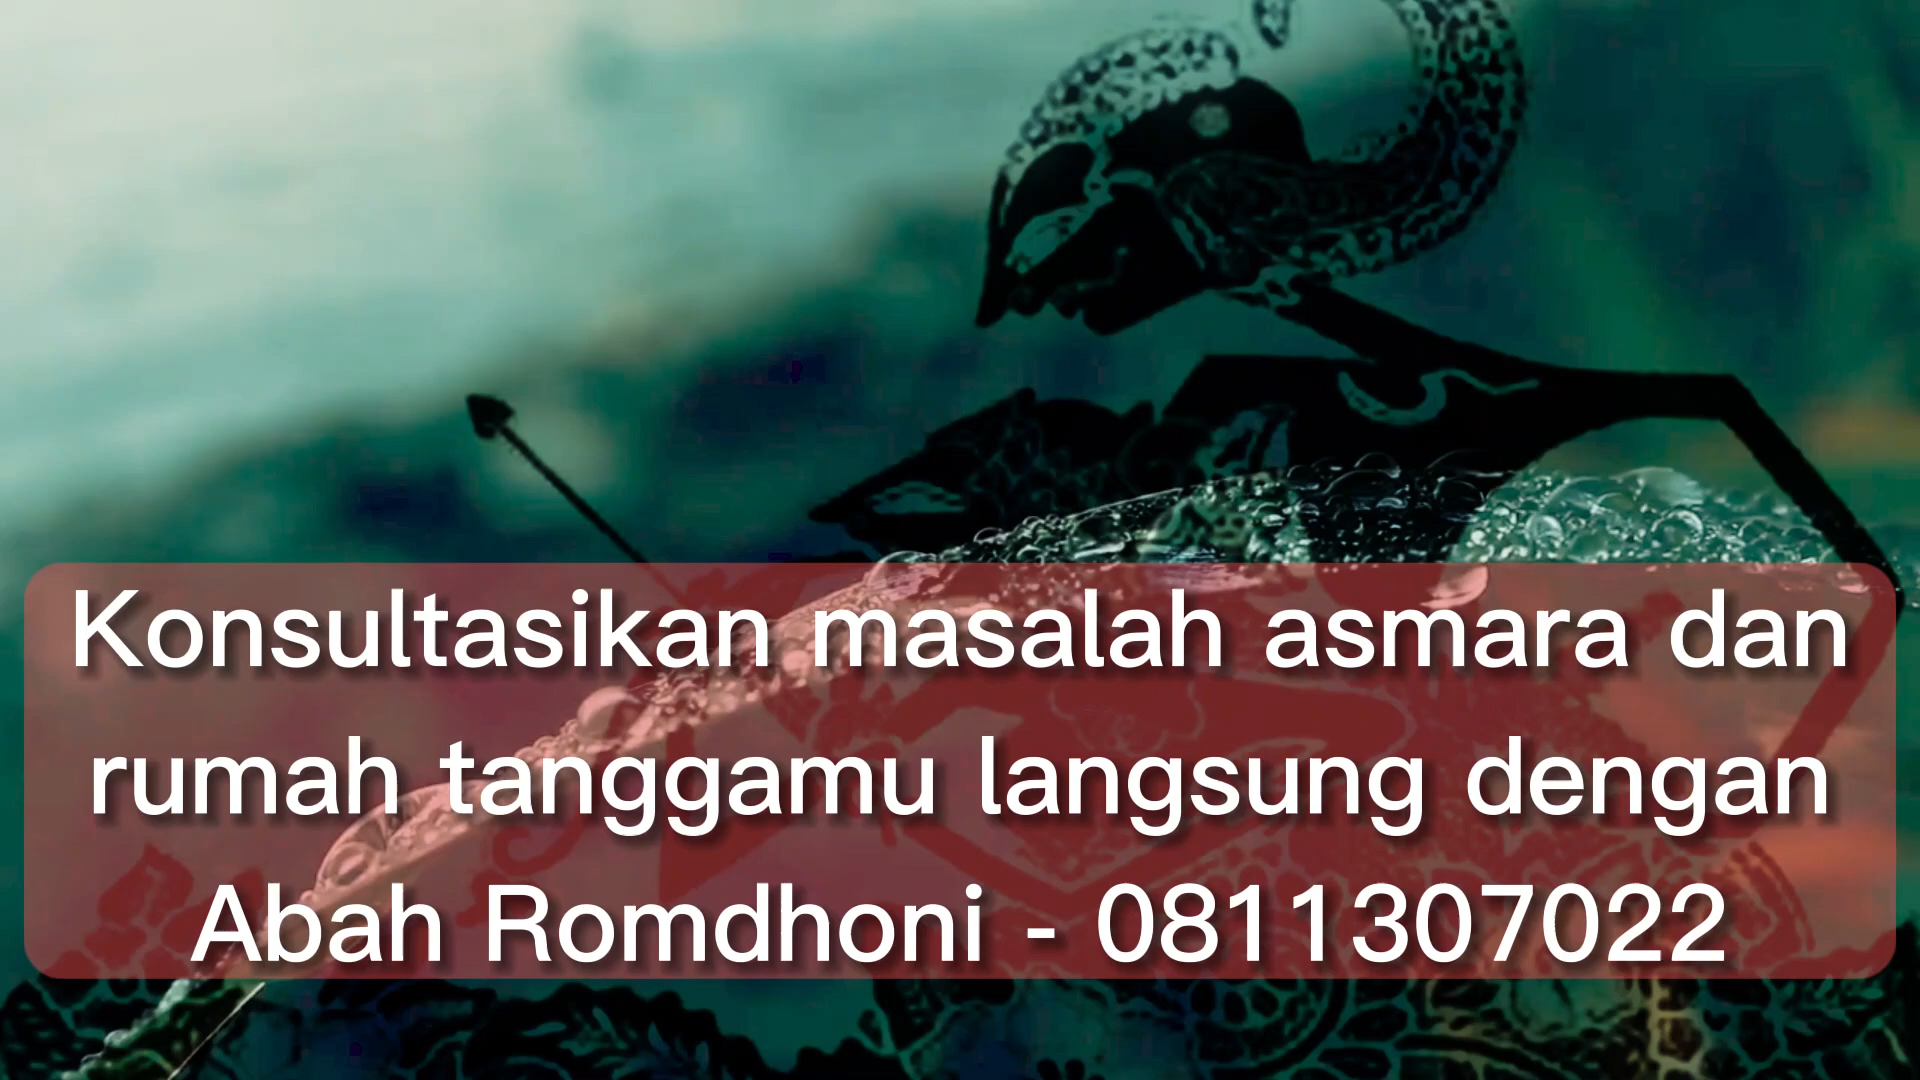 Konsultasikan masalah asmara dan
rumah tanggamu langsung dengan
Abah Romdhoni - 0811307022